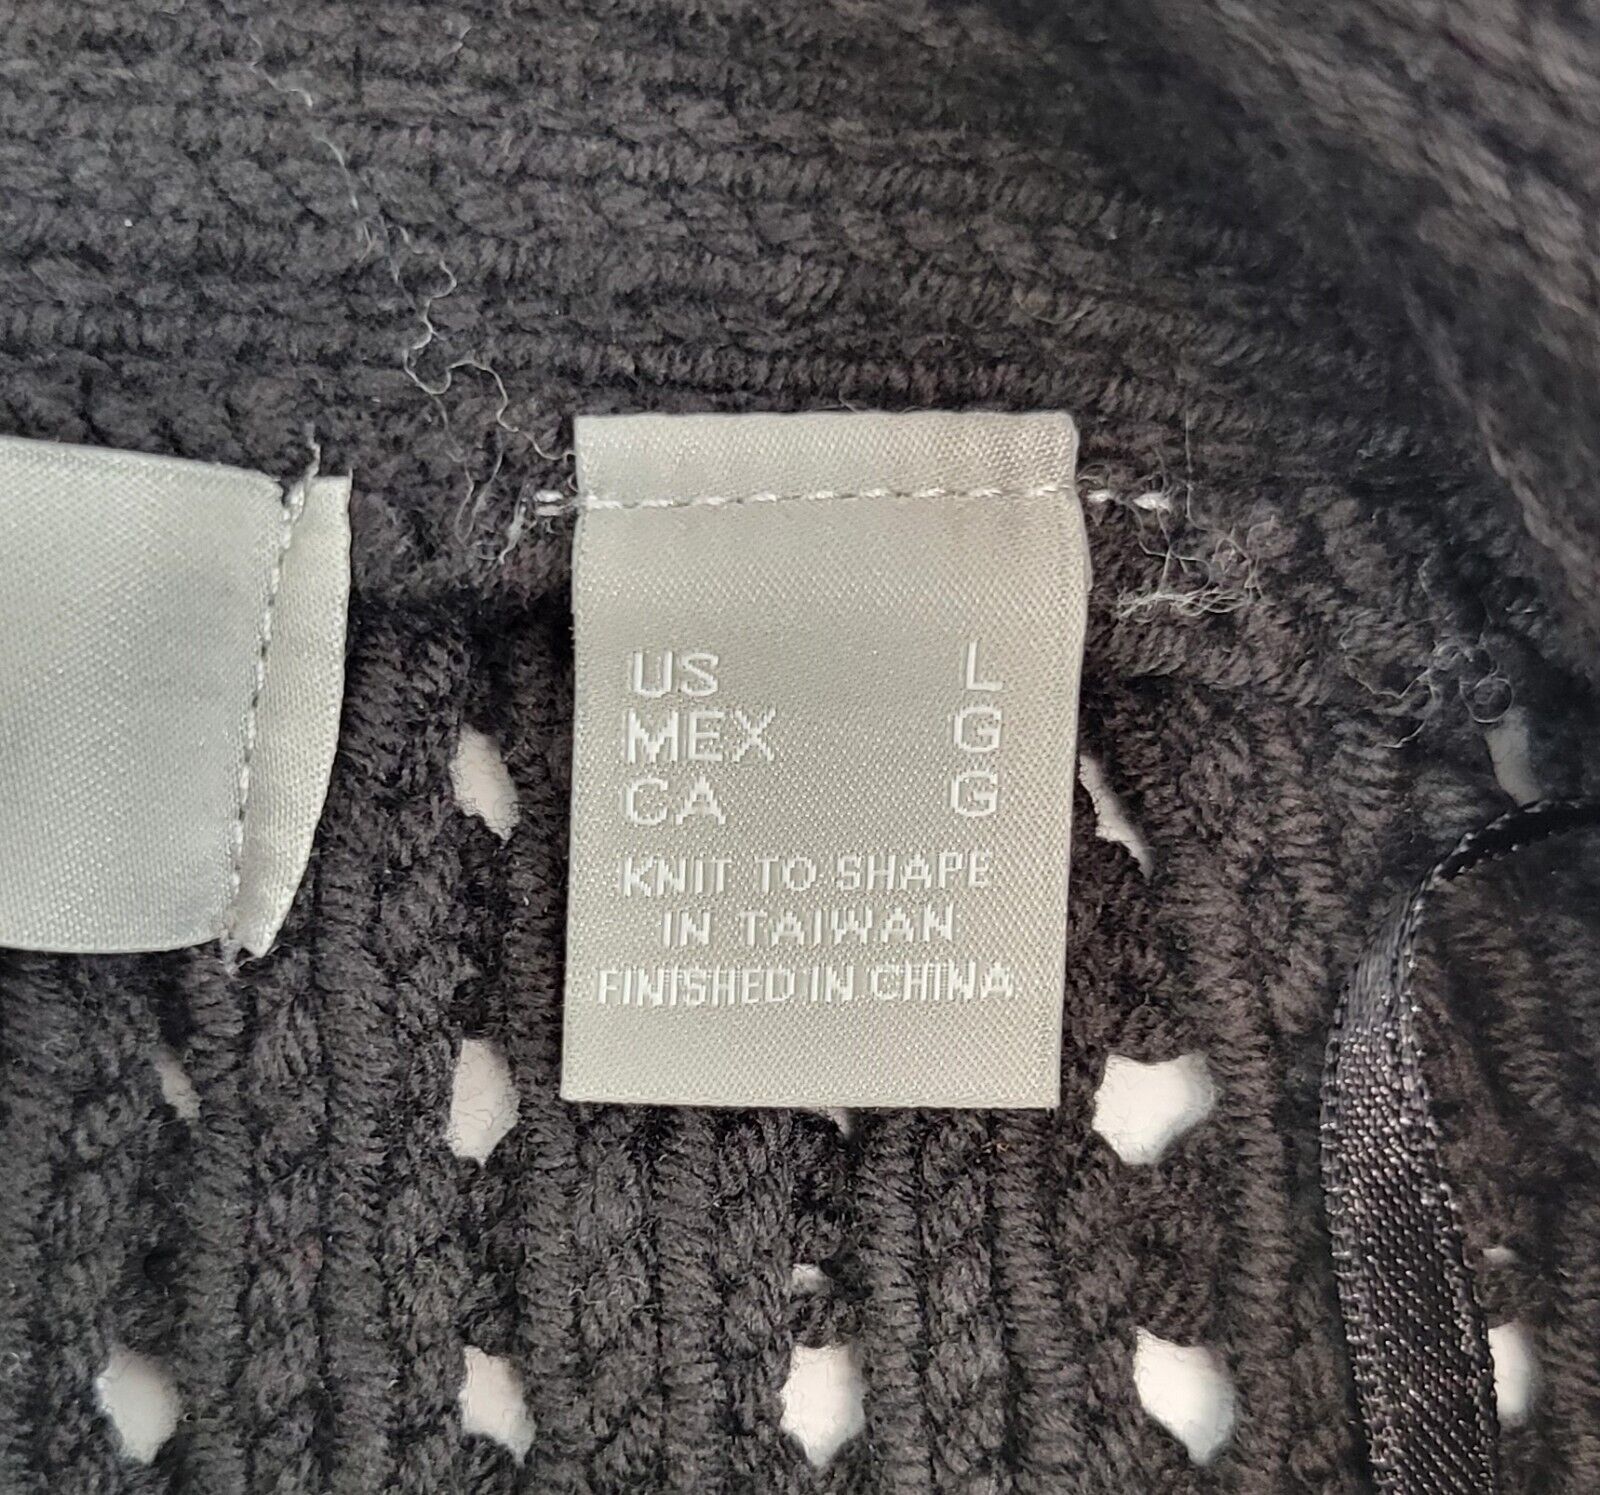 US L
MEX G
CA G
KNIT TO SHAPE
IN TAIWAN
FINISHED IN CHINA